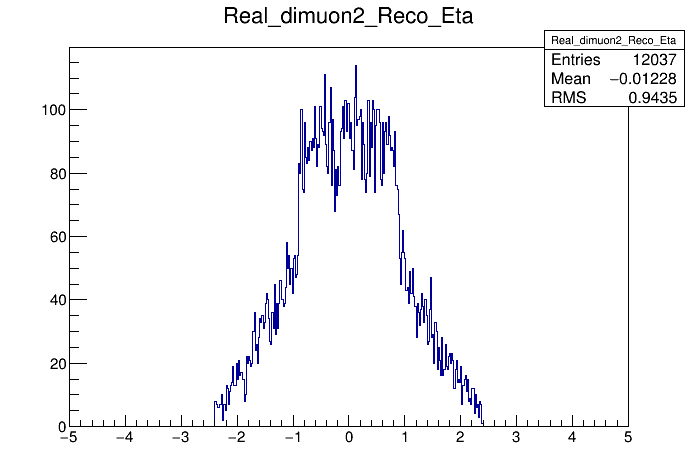 Real_dimuon2_Reco_Eta
Real_dimuon2_Reco_Eta
Entries 12037
Mean −0.01228
RMS 0.9435
100
80
60
40
20
0
−5 −4 −3 −2 −1 0 1 2 3 4 5